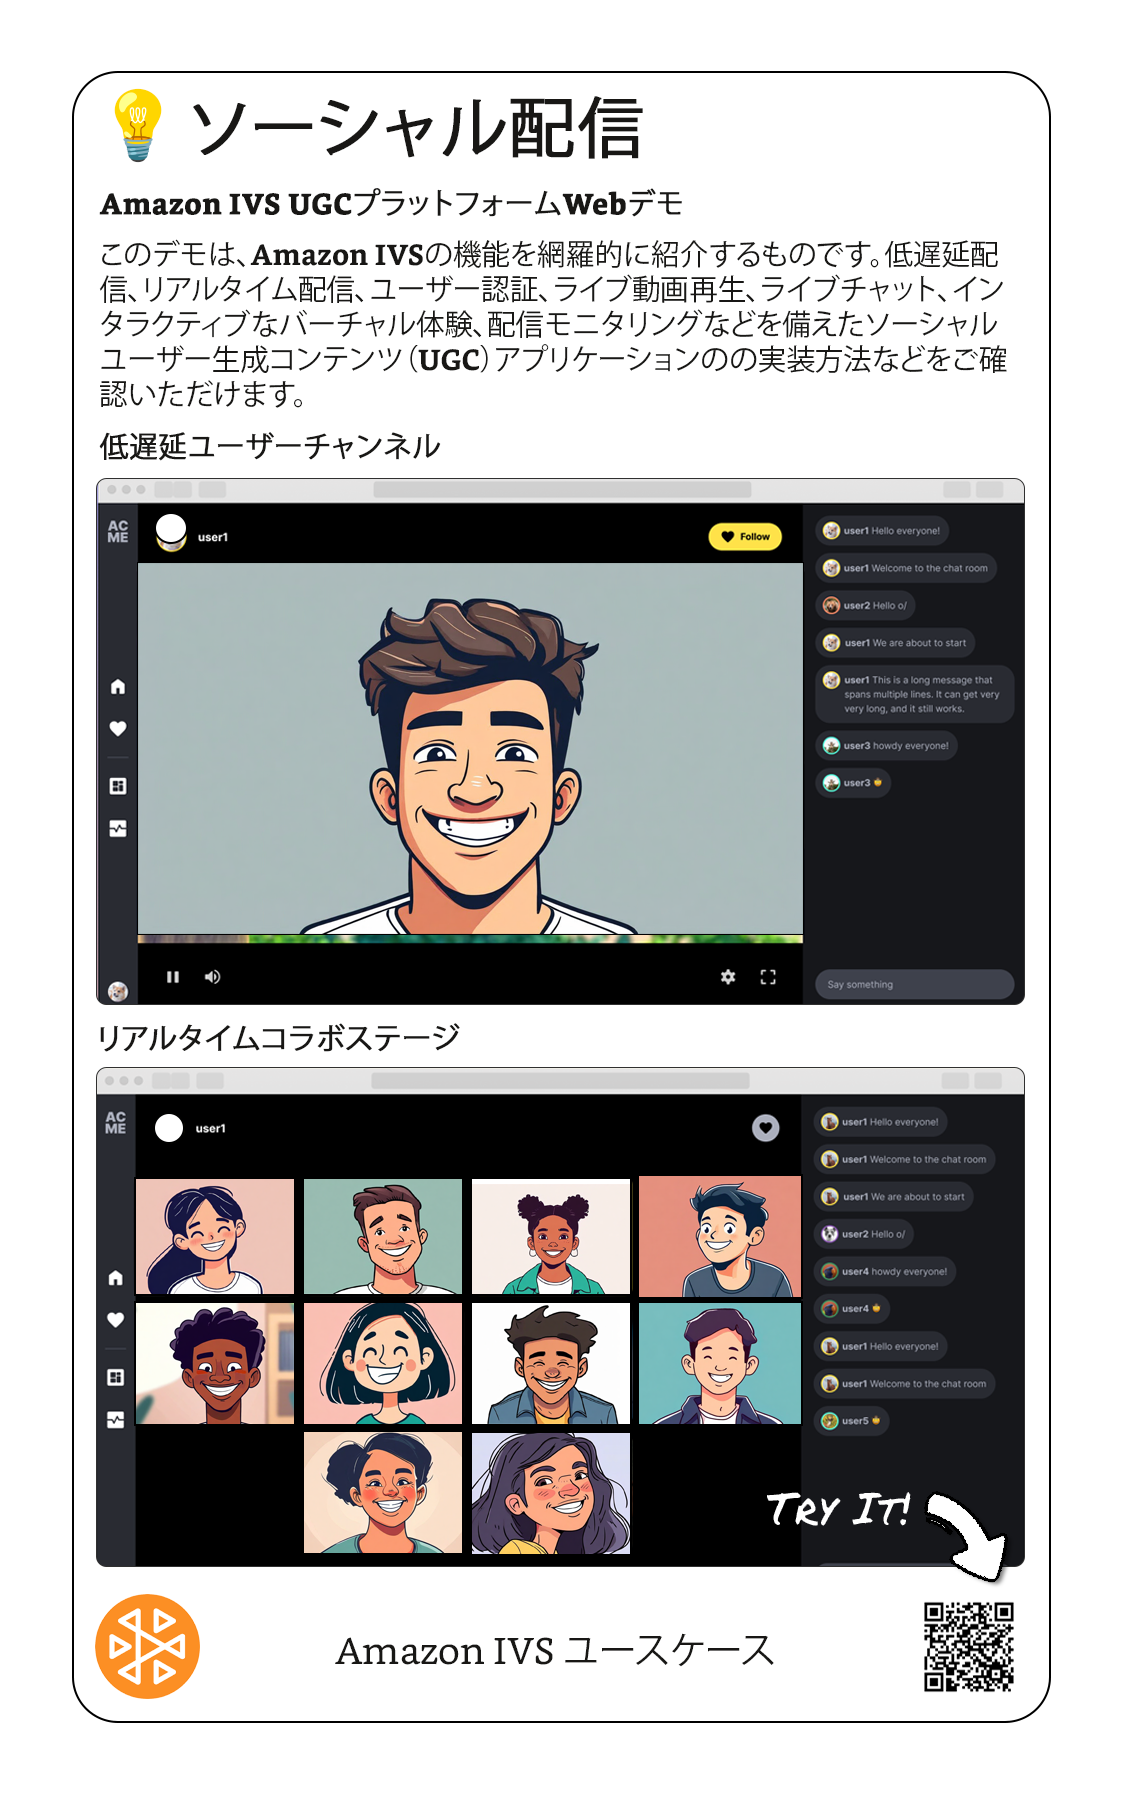 ソーシャル配信
Amazon IVS UGCプラットフォームWebデモ
このデモは、Amazon IVSの機能を網羅的に紹介するものです。低遅延配
信、リアルタイム配信、ユーザー認証、ライブ動画再生、ライブチャット、イン
タラクティブなバーチャル体験、配信モニタリングなどを備えたソーシャル
ユーザー生成コンテンツ（UGC）アプリケーションのの実装方法などをご確
認いただけます。
低遅延ユーザーチャンネル
AC
ME
user1
Follow
user1 Hello everyone!
user1 Welcome to the chat room
user2 Hello o/
user1 We are about to start
user1 This is a long message that
spans multiple lines. It can get very
very long, and it still works.
user3 howdy everyone!
user3
Say something
リアルタイムコラボステージ
AC
ME
user1
user1 Hello everyone!
user1 Welcome to the chat room
user1 We are about to start
user2 Hello o/
user4 howdy everyone!
user4
user1 Hello everyone!
user1 Welcome to the chat room
user5
Try It!
Amazon IVS ユースケース